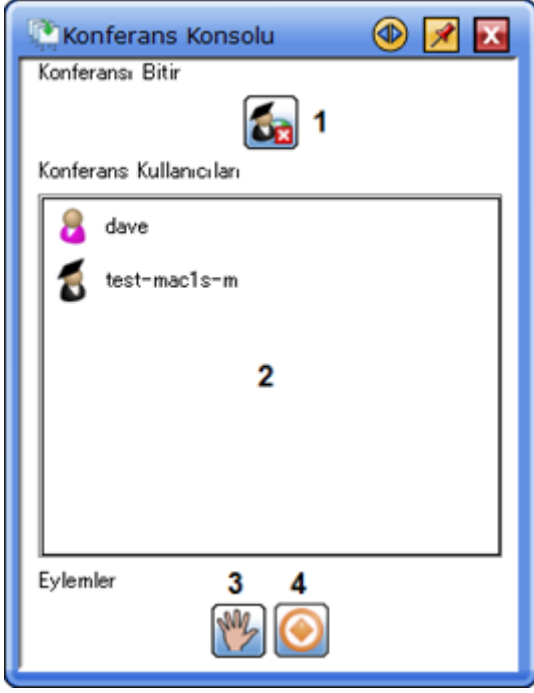 Konferans Konsolu
Konferansı Bitir
1
Konferans Kullanıcıları
dave
test-mac1s-m
2
Eylemler
3
4